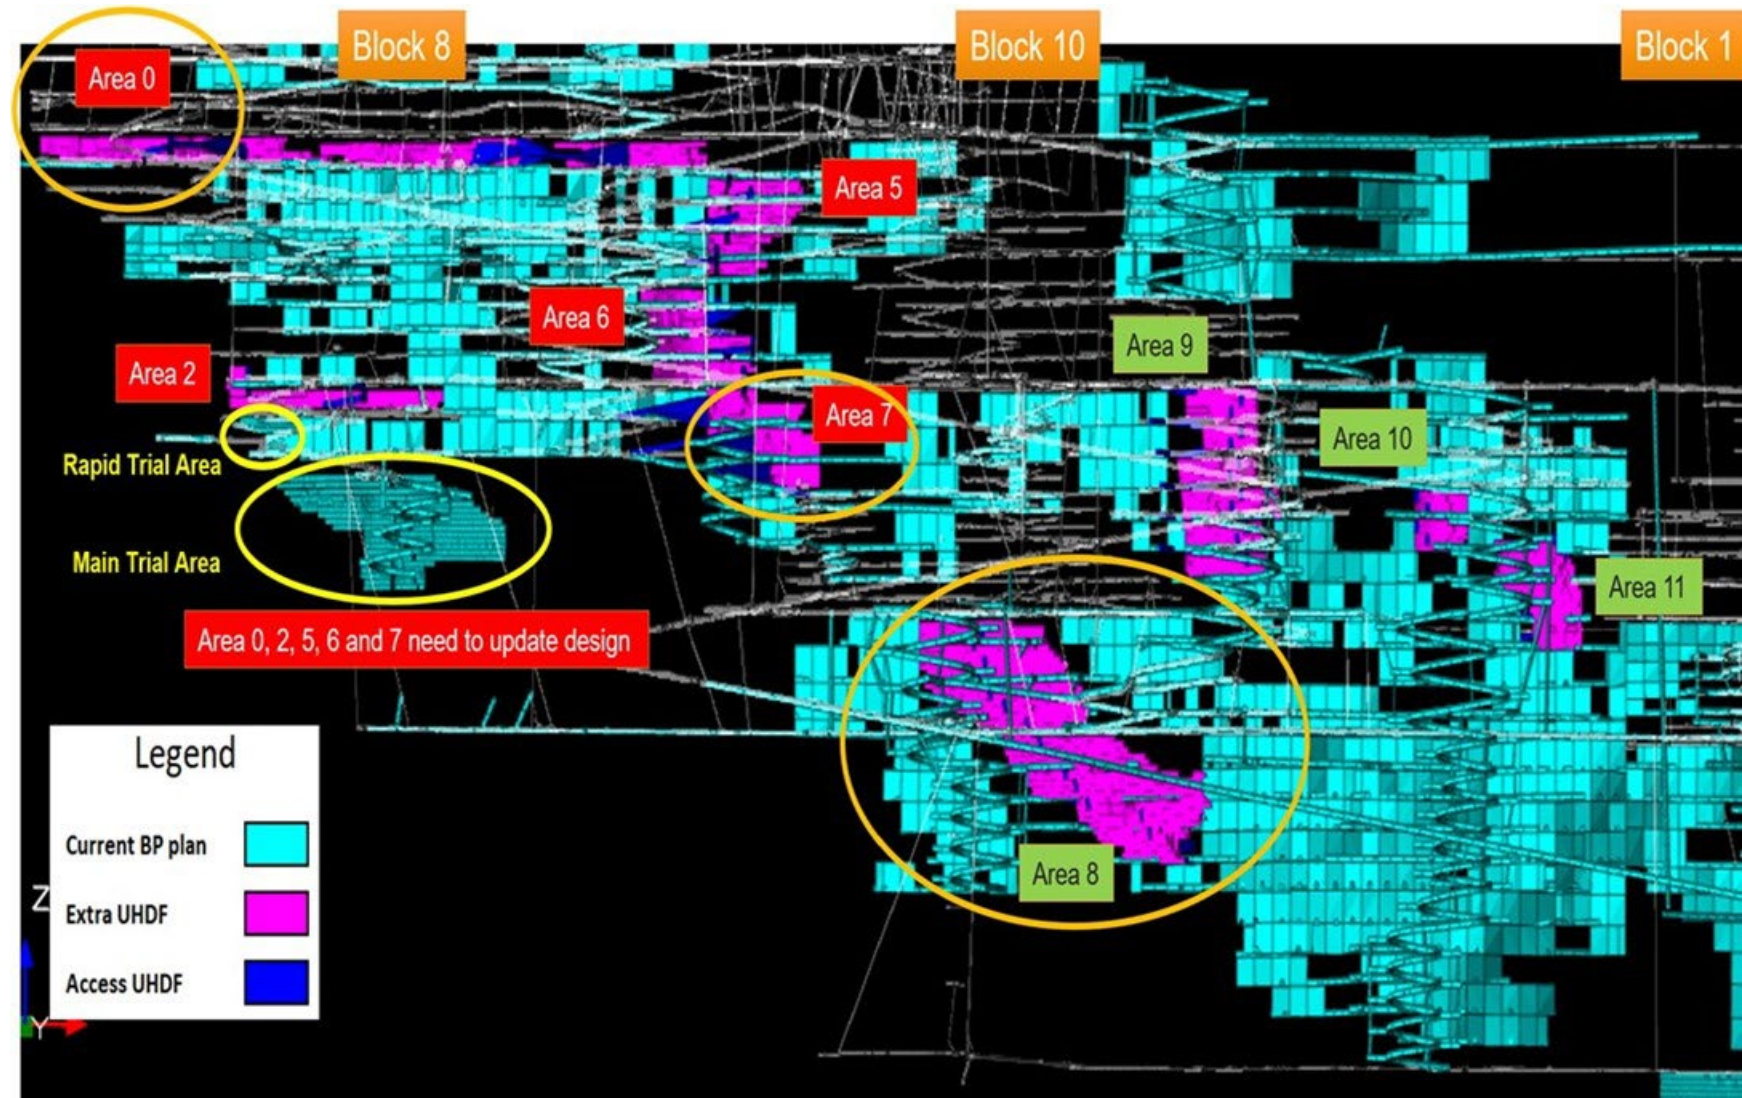 Block 8
Block 10
Block 1
Area 0
Area 5
Area 6
Area 9
Area 2
Area 7
Area 10
Rapid Trial Area
Main Trial Area
Area 11
Area 0, 2, 5, 6 and 7 need to update design
Area 8
Legend
Current BP plan
Extra UHDF
Access UHDF
Z
Y